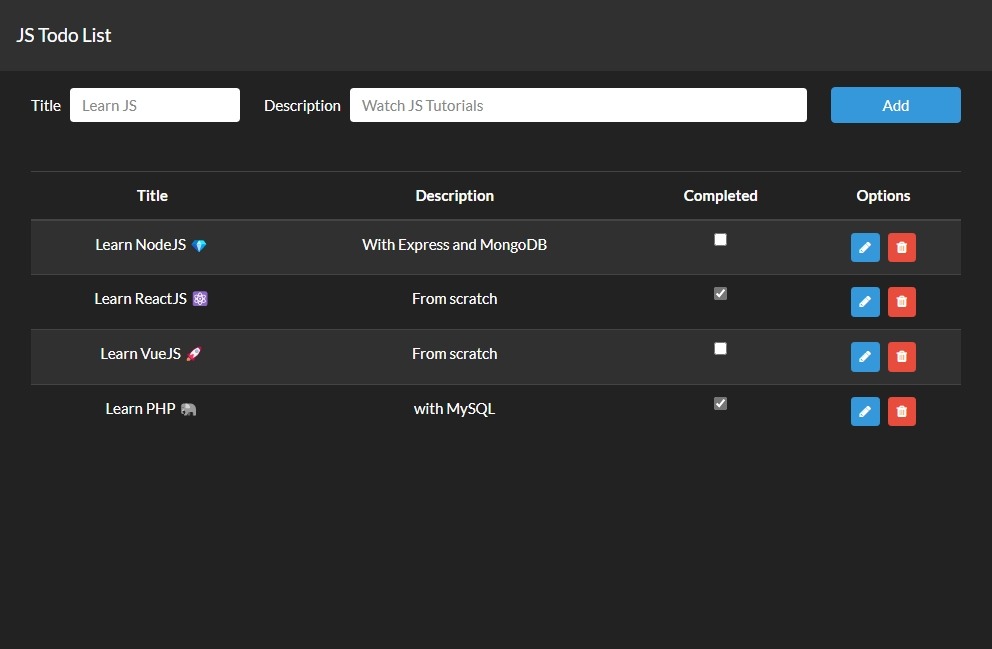 JS Todo List
Title Learn JS Description Watch JS Tutorials Add
Title Description Completed Options
Learn NodeJS 💎 With Express and MongoDB
Learn ReactJS ⚛️ From scratch
Learn VueJS 🚀 From scratch
Learn PHP 🐘 with MySQL